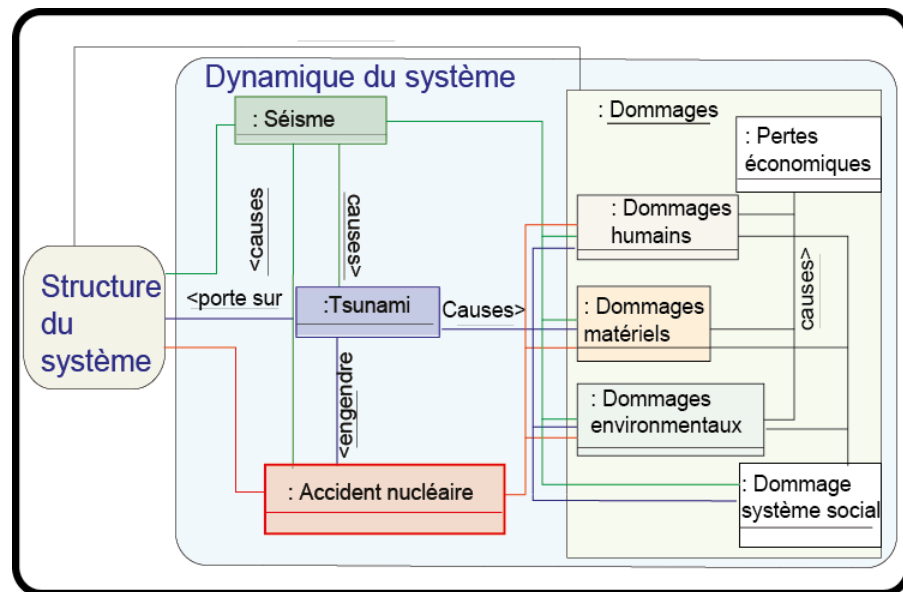 Dynamique du système
: Séisme
: Dommages
: Pertes
économiques
<causes
causes>
: Dommages
humains
causes>
Structure
du
système
<porte sur
:Tsunami
Causes>
: Dommages
matériels
<engendre
: Dommages
environnementaux
: Accident nucléaire
: Dommage
système social